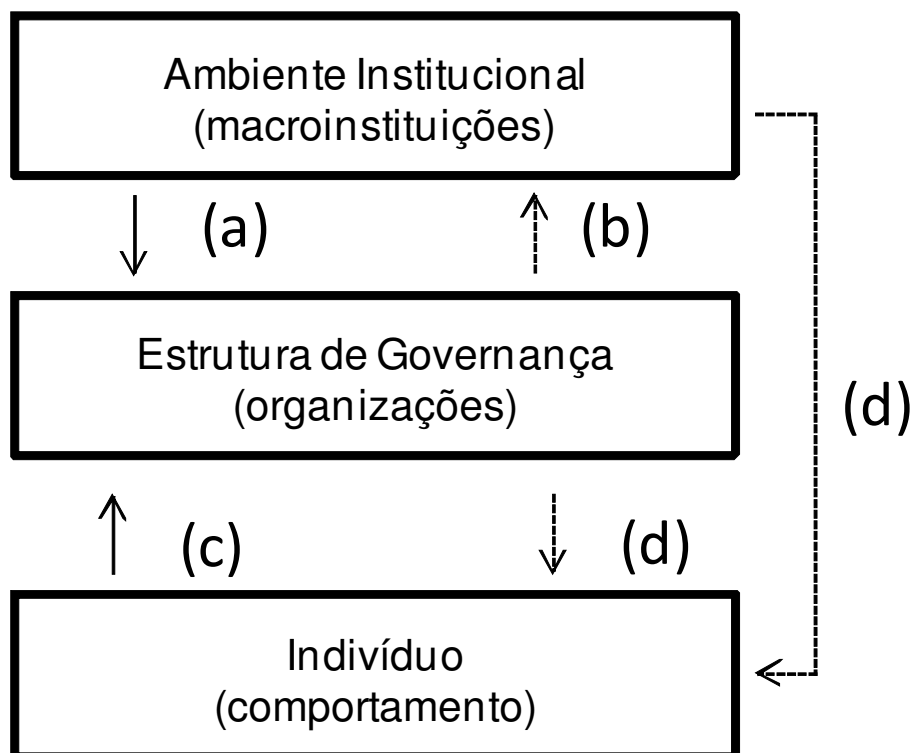 Ambiente Institucional
(macroinstituições)
(a)
(b)
Estrutura de Governança
(organizações)
(d)
(c)
(d)
Indivíduo
(comportamento)